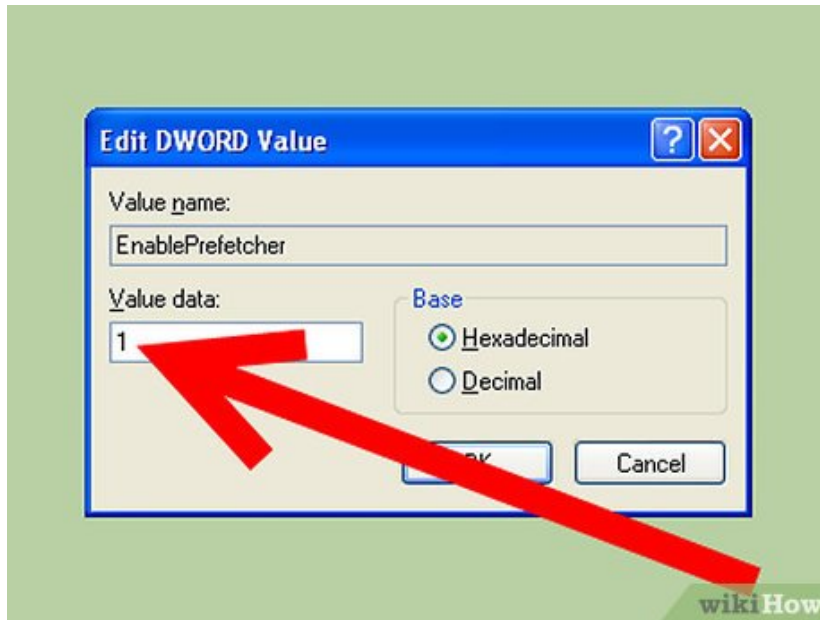 Edit DWORD Value
Value name:
EnablePrefetcher
Value data:
1
Base
Hexadecimal
Decimal
Cancel
wikiHow